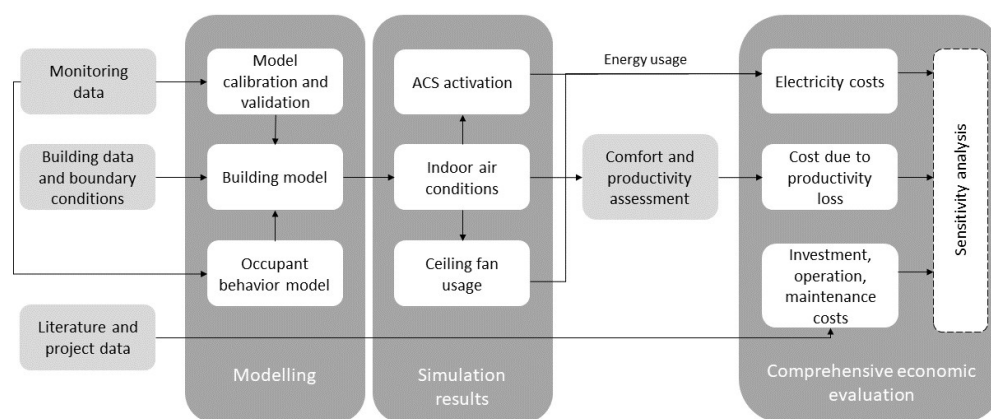 Monitoring
data
Building data
and boundary
conditions
Literature and
project data
Model
calibration and
validation
Building model
Occupant
behavior model
Modelling
ACS activation
Indoor air
conditions
Ceiling fan
usage
Simulation
results
Energy usage
Comfort and
productivity
assessment
Electricity costs
Cost due to
productivity
loss
Investment,
operation,
maintenance
costs
Sensitivity analysis
Comprehensive economic
evaluation